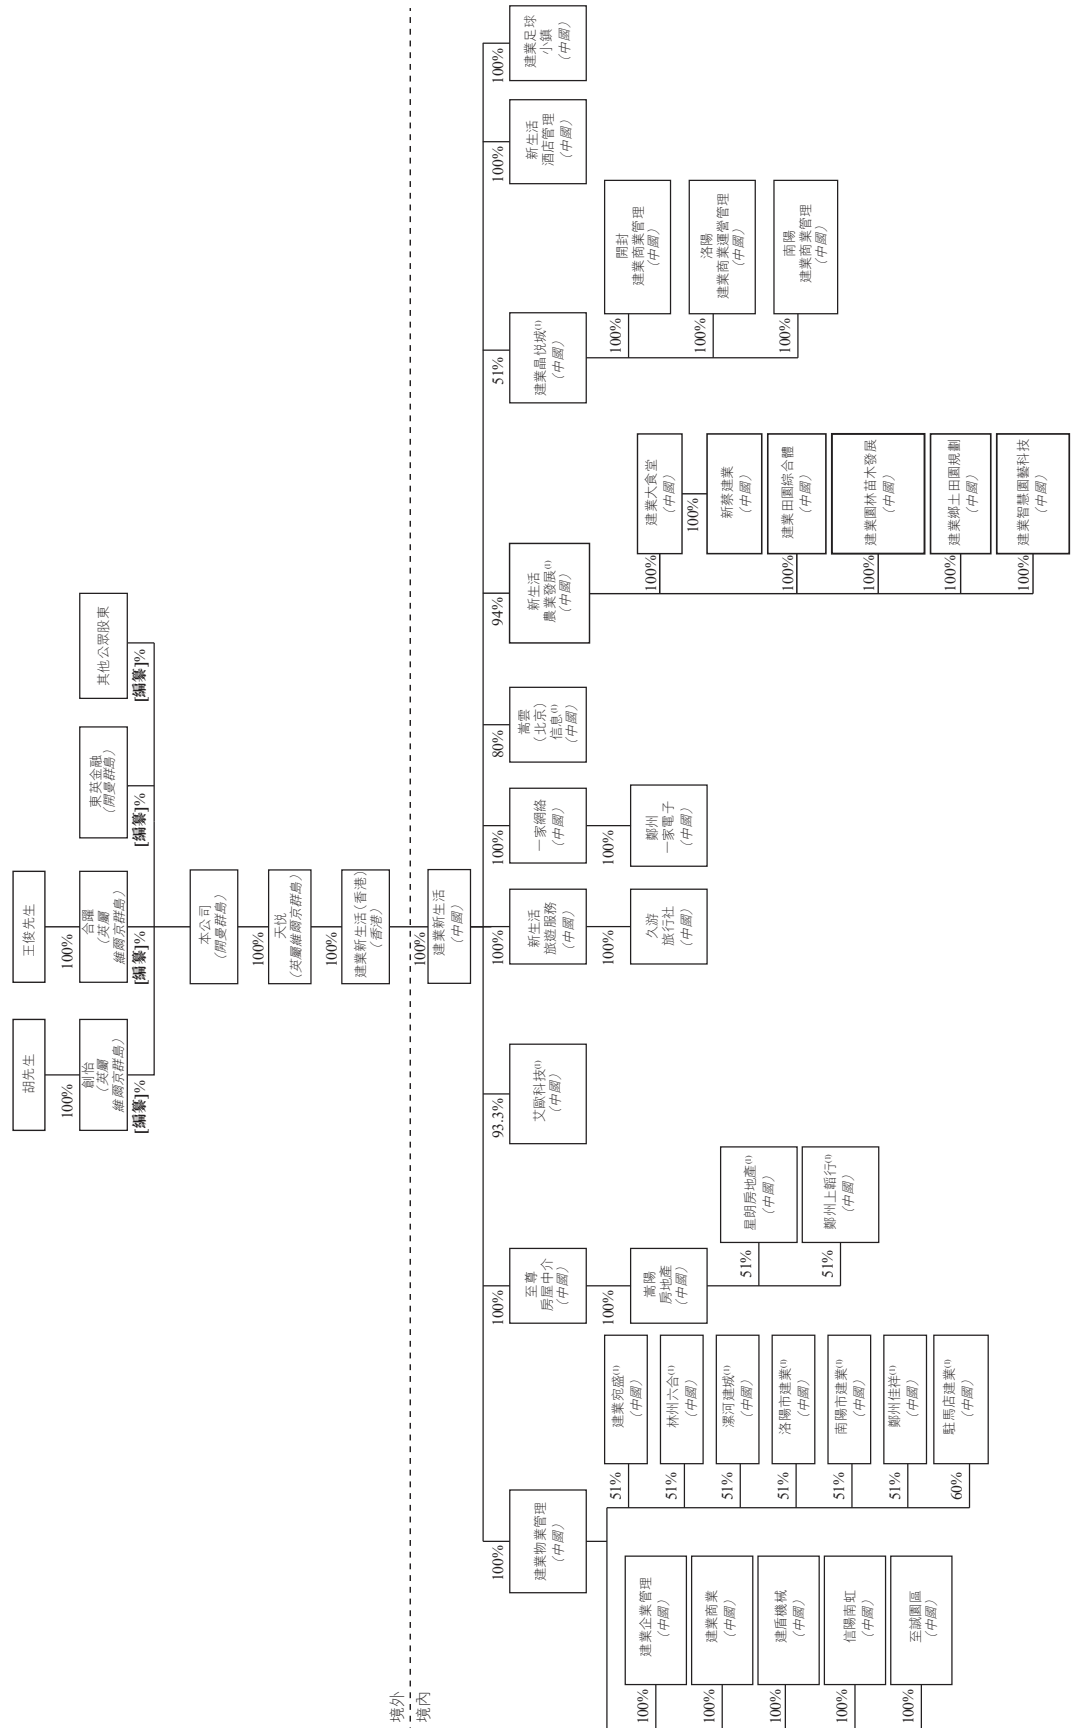 胡先生
王俊先生
100%
100%
創怡
(英屬
維爾京群島)
合躍
(英屬
維爾京群島)
東英金融
(開曼群島)
其他公眾股東
[編纂]%
[編纂]%
[編纂]%
[編纂]%
本公司
(開曼群島)
100%
天悅
(英屬維爾京群島)
100%
建業新生活(香港)
(香港)
境外
境內
100%
建業新生活
(中國)
100%
100%
93.3%
100%
100%
80%
94%
51%
100%
100%
建業物業管理
(中國)
至尊
房屋中介
(中國)
艾歐科技(1)
(中國)
新生活
旅遊服務
(中國)
一家網絡
(中國)
嵩雲
(北京)
信息(1)
(中國)
新生活
農業發展(1)
(中國)
建業晶悅城(1)
(中國)
新生活
酒店管理
(中國)
建業足球
小鎮
(中國)
100%
建業企業管理
(中國)
100%
建業商業
(中國)
100%
建盾機械
(中國)
100%
信陽南虹
(中國)
100%
至誠園區
(中國)
51%
建業宛盛(1)
(中國)
51%
林州六合(1)
(中國)
51%
漯河建城(1)
(中國)
51%
洛陽市建業(1)
(中國)
51%
南陽市建業(1)
(中國)
51%
鄭州佳祥(1)
(中國)
60%
駐馬店建業(1)
(中國)
100%
嵩陽
房地產
(中國)
51%
星朗房地產(1)
(中國)
51%
鄭州上韜行(1)
(中國)
100%
久游
旅行社
(中國)
100%
鄭州
一家電子
(中國)
100%
建業大食堂
(中國)
100%
新蔡建業
(中國)
100%
建業田園綜合體
(中國)
100%
建業園林苗木發展
(中國)
100%
建業鄉土田園規劃
(中國)
100%
建業智慧園藝科技
(中國)
100%
開封
建業商業管理
(中國)
100%
洛陽
建業商業運營管理
(中國)
100%
南陽
建業商業管理
(中國)